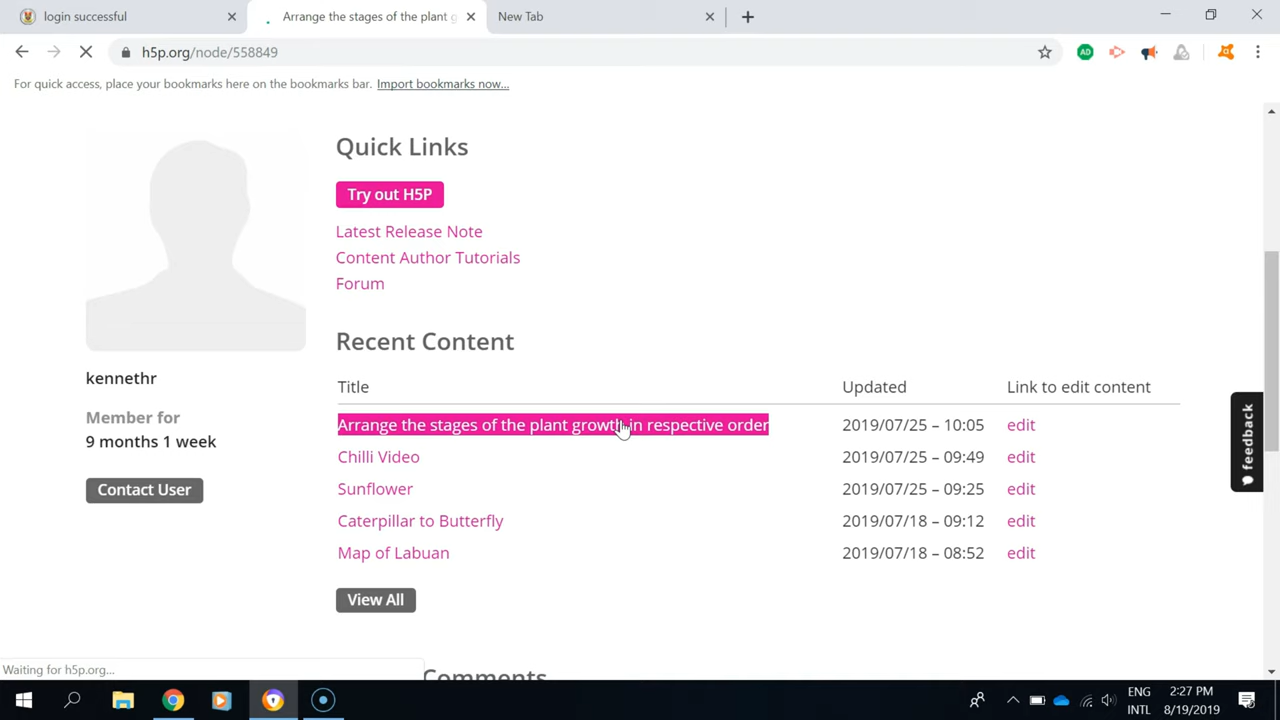 login successful
Arrange the stages of the plant g
New Tab
h5p.org/node/558849
For quick access, place your bookmarks here on the bookmarks bar. Import bookmarks now...
Quick Links
Try out H5P
Latest Release Note
Content Author Tutorials
Forum
Recent Content
Title Updated Link to edit content
Arrange the stages of the plant growth in respective order 2019/07/25 – 10:05 edit
Chilli Video 2019/07/25 – 09:49 edit
Sunflower 2019/07/25 – 09:25 edit
Caterpillar to Butterfly 2019/07/18 – 09:12 edit
Map of Labuan 2019/07/18 – 08:52 edit
View All
kennethr
Member for
9 months 1 week
Contact User
feedback
Comments
Waiting for h5p.org...
ENG
INTL
2:27 PM
8/19/2019